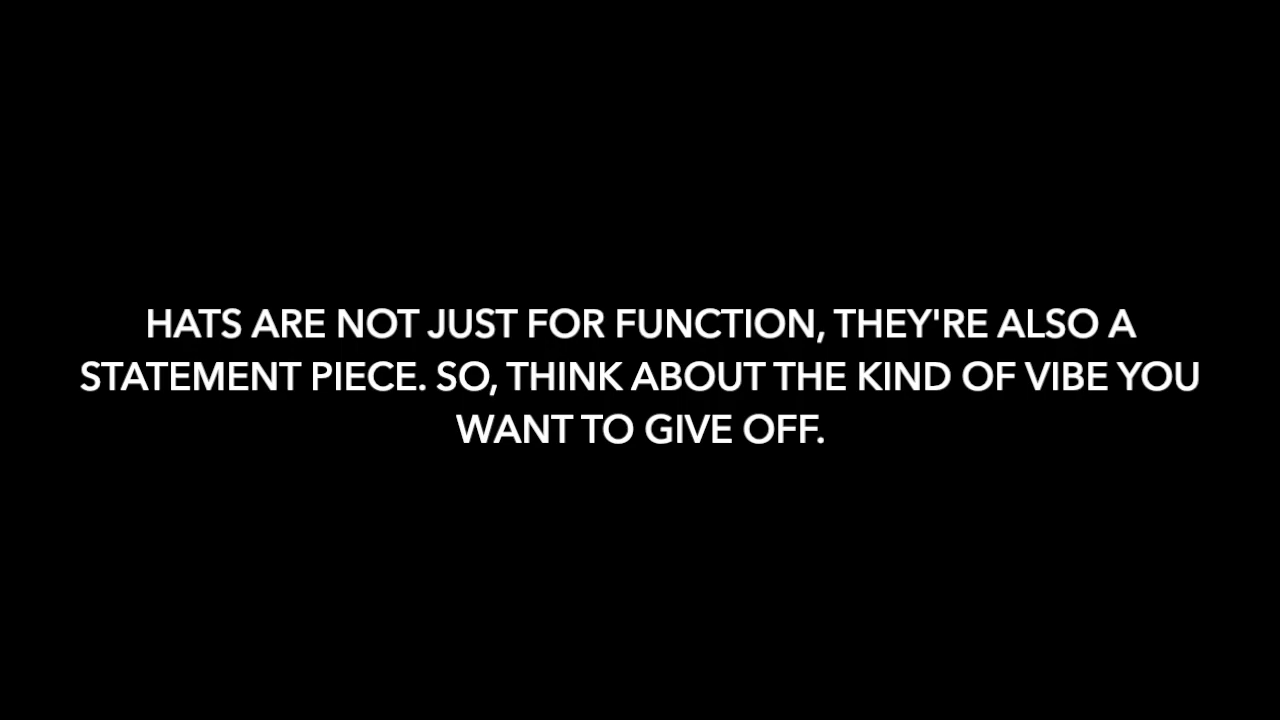 HATS ARE NOT JUST FOR FUNCTION, THEY'RE ALSO A
STATEMENT PIECE. SO, THINK ABOUT THE KIND OF VIBE YOU
WANT TO GIVE OFF.